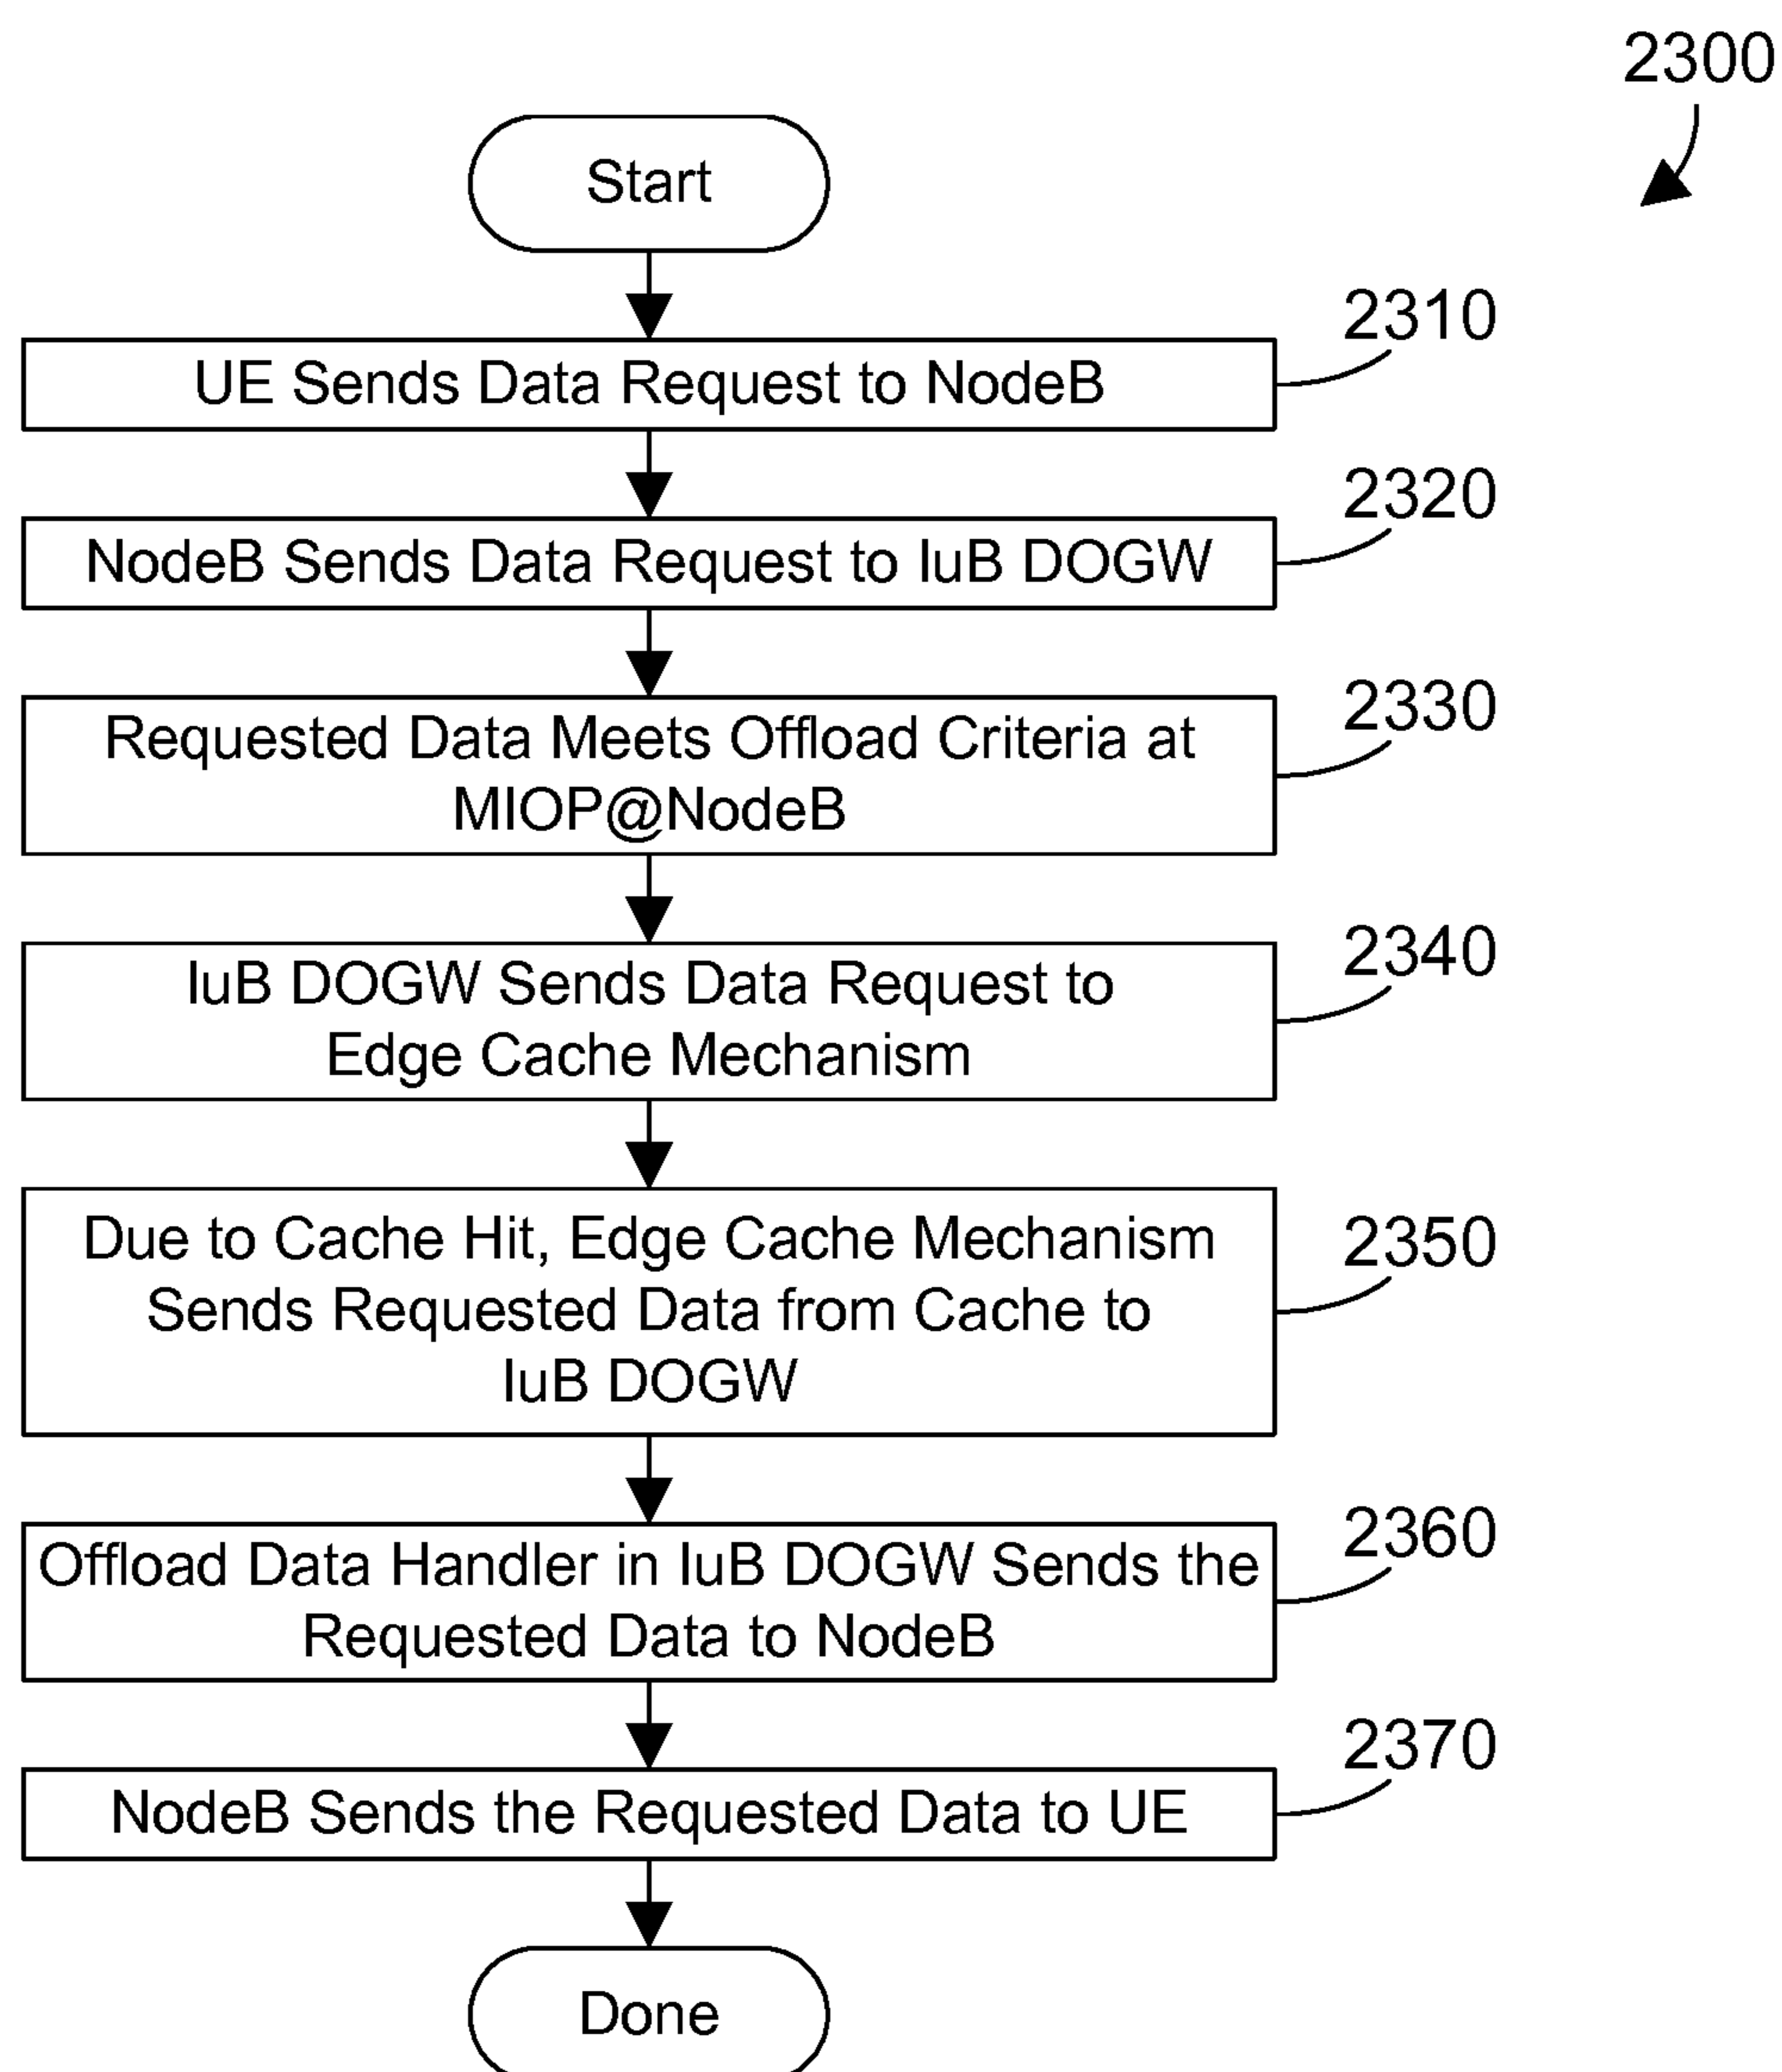 2300
Start
2310
UE Sends Data Request to NodeB
2320
NodeB Sends Data Request to IuB DOGW
2330
Requested Data Meets Offload Criteria at
MIOP@NodeB
2340
IuB DOGW Sends Data Request to
Edge Cache Mechanism
2350
Due to Cache Hit, Edge Cache Mechanism
Sends Requested Data from Cache to
IuB DOGW
2360
Offload Data Handler in IuB DOGW Sends the
Requested Data to NodeB
2370
NodeB Sends the Requested Data to UE
Done